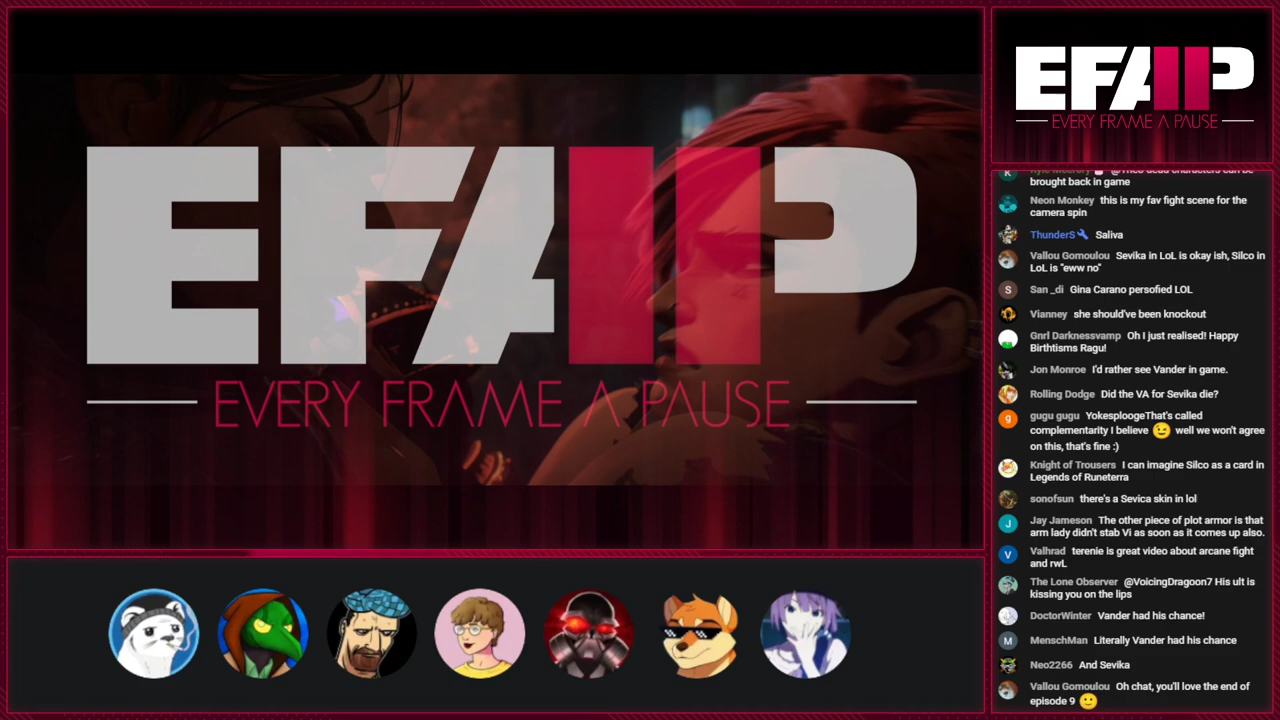 EFAP
EVERY FRAME A PAUSE
EFAP
EVERY FRAME A PAUSE
brought back in game
Neon Monkey this is my fav fight scene for the
camera spin
ThunderS Saliva
Vallou Gomoulou Sevika in LoL is okay ish, Silco in
LoL is "eww no"
San _di Gina Carano persofied LOL
Vianney she should've been knockout
Gnrl Darknessvamp Oh I just realised! Happy
Birthtisms Ragu!
Jon Monroe I'd rather see Vander in game.
Rolling Dodge Did the VA for Sevika die?
gugu gugu YokesploogeThat's called
complementarity I believe 😉 well we won't agree
on this, that's fine :)
Knight of Trousers I can imagine Silco as a card in
Legends of Runeterra
sonofsun there's a Sevica skin in lol
Jay Jameson The other piece of plot armor is that
arm lady didn't stab Vi as soon as it comes up also.
Valhrad terenie is great video about arcane fight
and rwL
The Lone Observer @VoicingDragoon7 His ult is
kissing you on the lips
DoctorWinter Vander had his chance!
MenschMan Literally Vander had his chance
Neo2266 And Sevika
Vallou Gomoulou Oh chat, you'll love the end of
episode 9 🙂